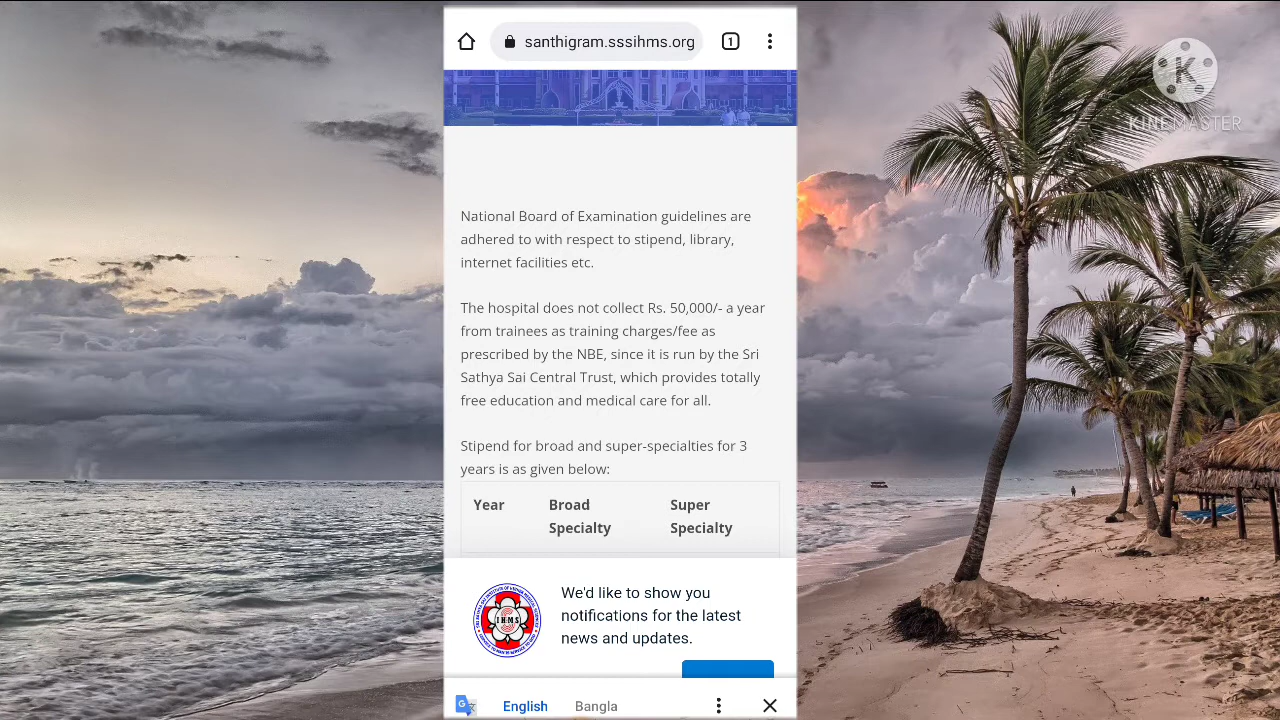 santhigram.sssihms.org
1
K
KINEMASTER
National Board of Examination guidelines are
adhered to with respect to stipend, library,
internet facilities etc.
The hospital does not collect Rs. 50,000/- a year
from trainees as training charges/fee as
prescribed by the NBE, since it is run by the Sri
Sathya Sai Central Trust, which provides totally
free education and medical care for all.
Stipend for broad and super-specialties for 3
years is as given below:
Year Broad Specialty Super Specialty
We'd like to show you
notifications for the latest
news and updates.
IHMS
G
English Bangla